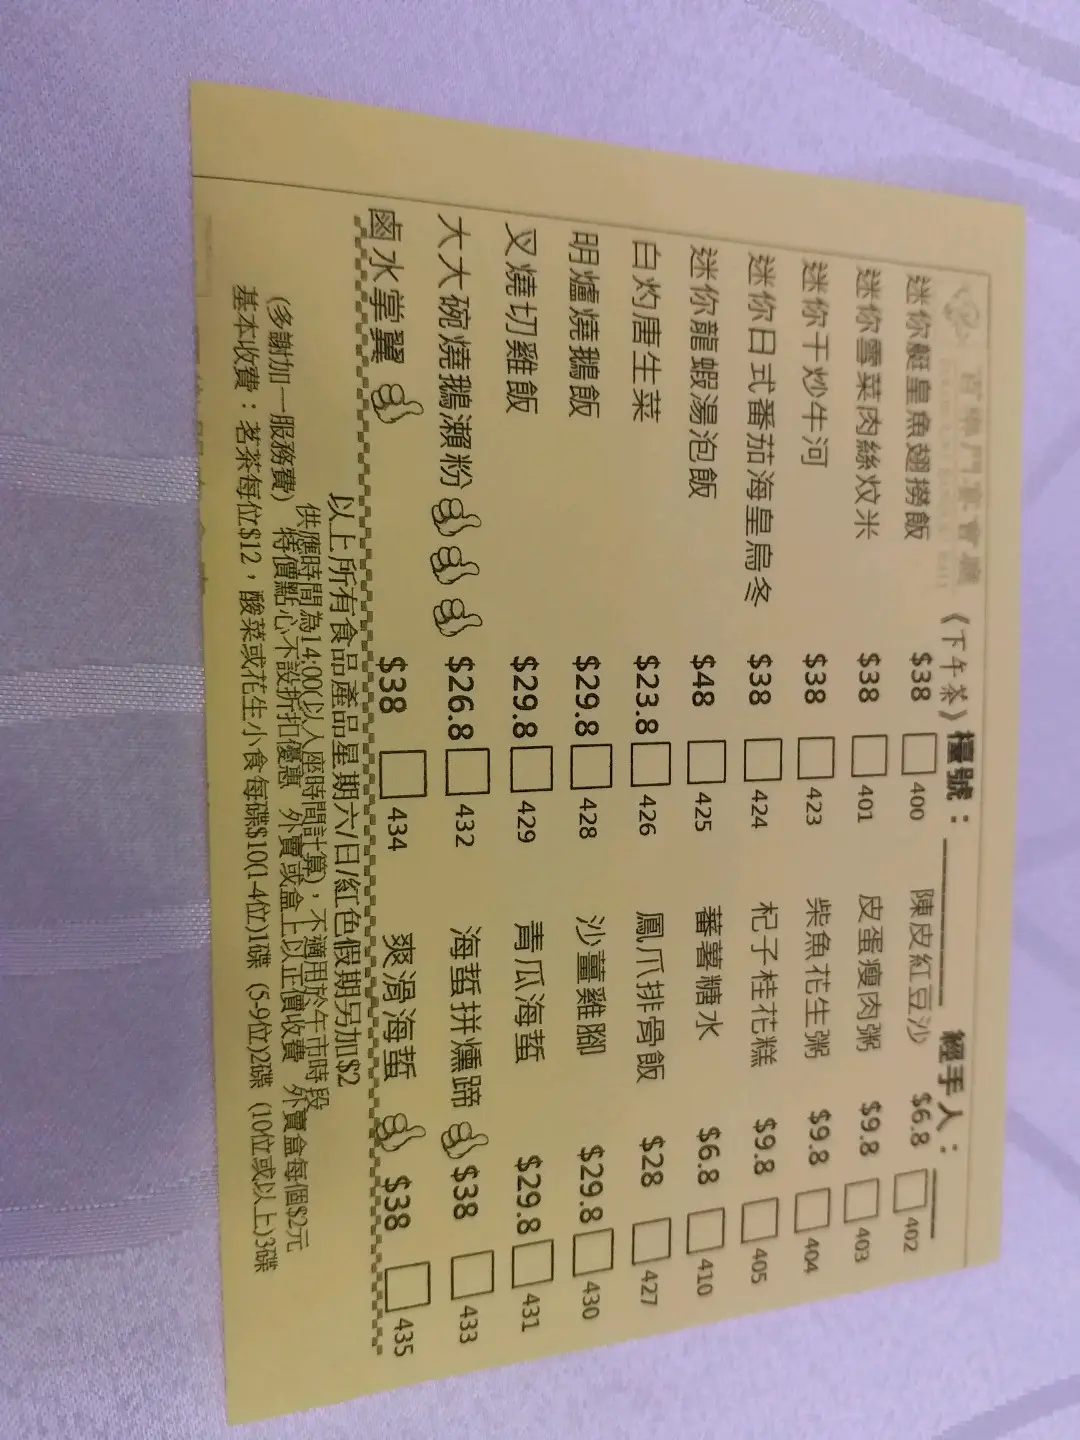 百樂門宴會廳
《下午茶》檯號：________ 經手人：____
迷你艇皇魚翅撈飯 $38 □ 400 陳皮紅豆沙 $6.8 □ 402
迷你雪菜肉絲炆米 $38 □ 401 皮蛋瘦肉粥 $9.8 □ 403
迷你干炒牛河 $38 □ 423 柴魚花生粥 $9.8 □ 404
迷你日式番茄海皇烏冬 $38 □ 424 杞子桂花糕 $9.8 □ 405
迷你龍蝦湯泡飯 $48 □ 425 蕃薯糖水 $6.8 □ 410
白灼唐生菜 $23.8 □ 426 鳳爪排骨飯 $28 □ 427
明爐燒鵝飯 $29.8 □ 428 沙薑雞腳 $29.8 □ 430
叉燒切雞飯 $29.8 □ 429 青瓜海蜇 $29.8 □ 431
大大碗燒鵝瀨粉 $26.8 □ 432 海蜇拼燻蹄 $38 □ 433
鹵水掌翼 $38 □ 434 爽滑海蜇 $38 □ 435
以上所有食品產品星期六/日/紅色假期另加$2
供應時間為14:00(以入座時間計算)，不適用於午市時段
(多謝加一服務費) 特價點心不設折扣優惠 外賣或盒上以正價收費 外賣盒每個$2元
基本收費：茗茶每位$12，酸菜或花生小食每碟$10(1-4位)1碟 (5-9位)2碟 (10位或以上)3碟